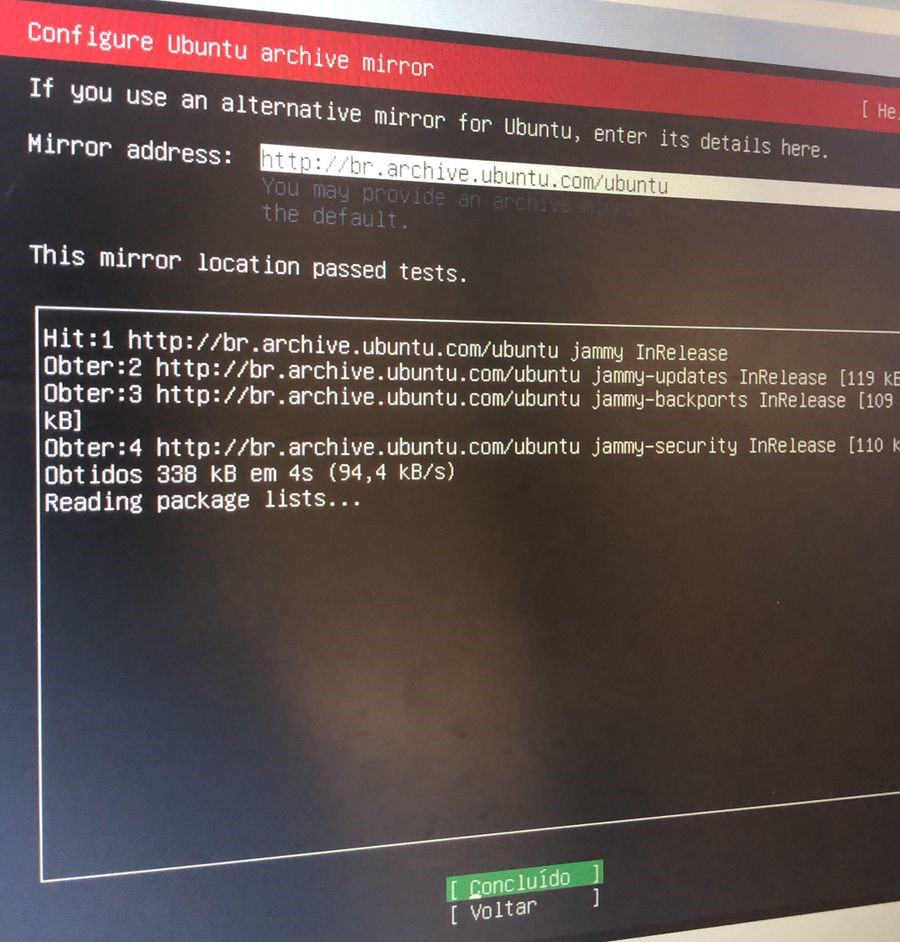 Configure Ubuntu archive mirror
[ He
If you use an alternative mirror for Ubuntu, enter its details here.
Mirror address: http://br.archive.ubuntu.com/ubuntu
You may provide an archive
the default.
This mirror location passed tests.
Hit:1 http://br.archive.ubuntu.com/ubuntu jammy InRelease
Obter:2 http://br.archive.ubuntu.com/ubuntu jammy-updates InRelease [119 kB
Obter:3 http://br.archive.ubuntu.com/ubuntu jammy-backports InRelease [109
kB]
Obter:4 http://br.archive.ubuntu.com/ubuntu jammy-security InRelease [110 k
Obtidos 338 kB em 4s (94,4 kB/s)
Reading package lists...
[ Concluído ]
[ Voltar ]